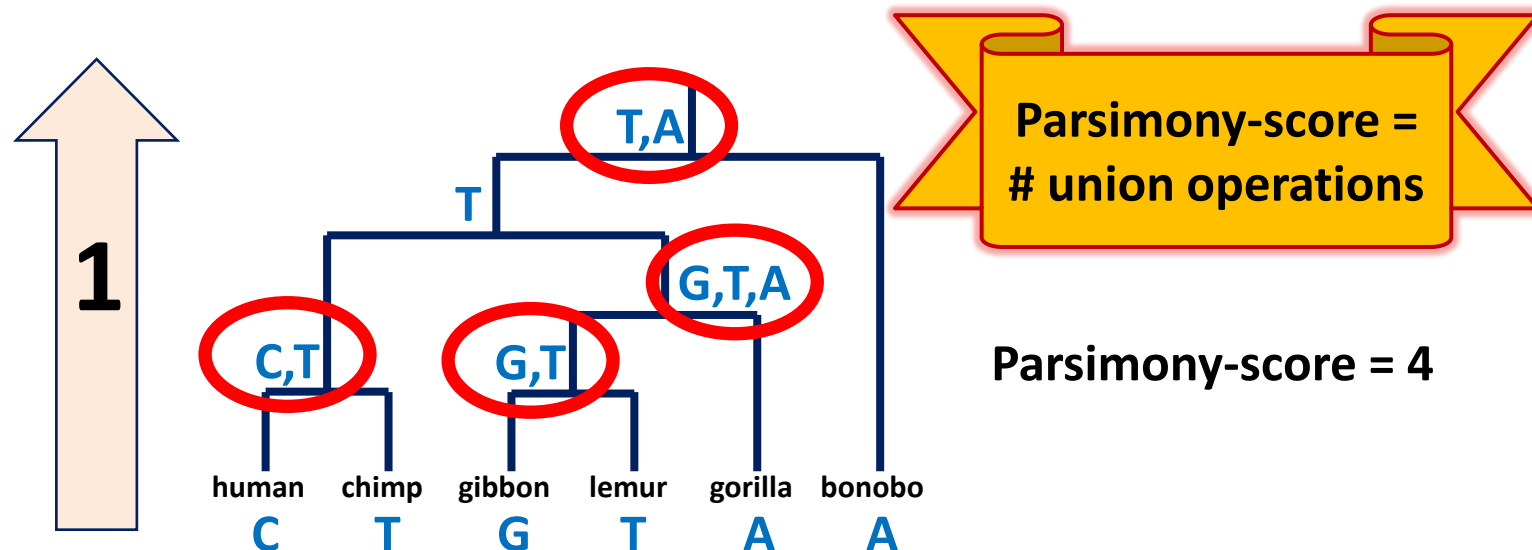 Parsimony-score =
# union operations
T,A
T
G,T,A
1
C,T
G,T
Parsimony-score = 4
human chimp gibbon lemur gorilla bonobo
C T G T A A